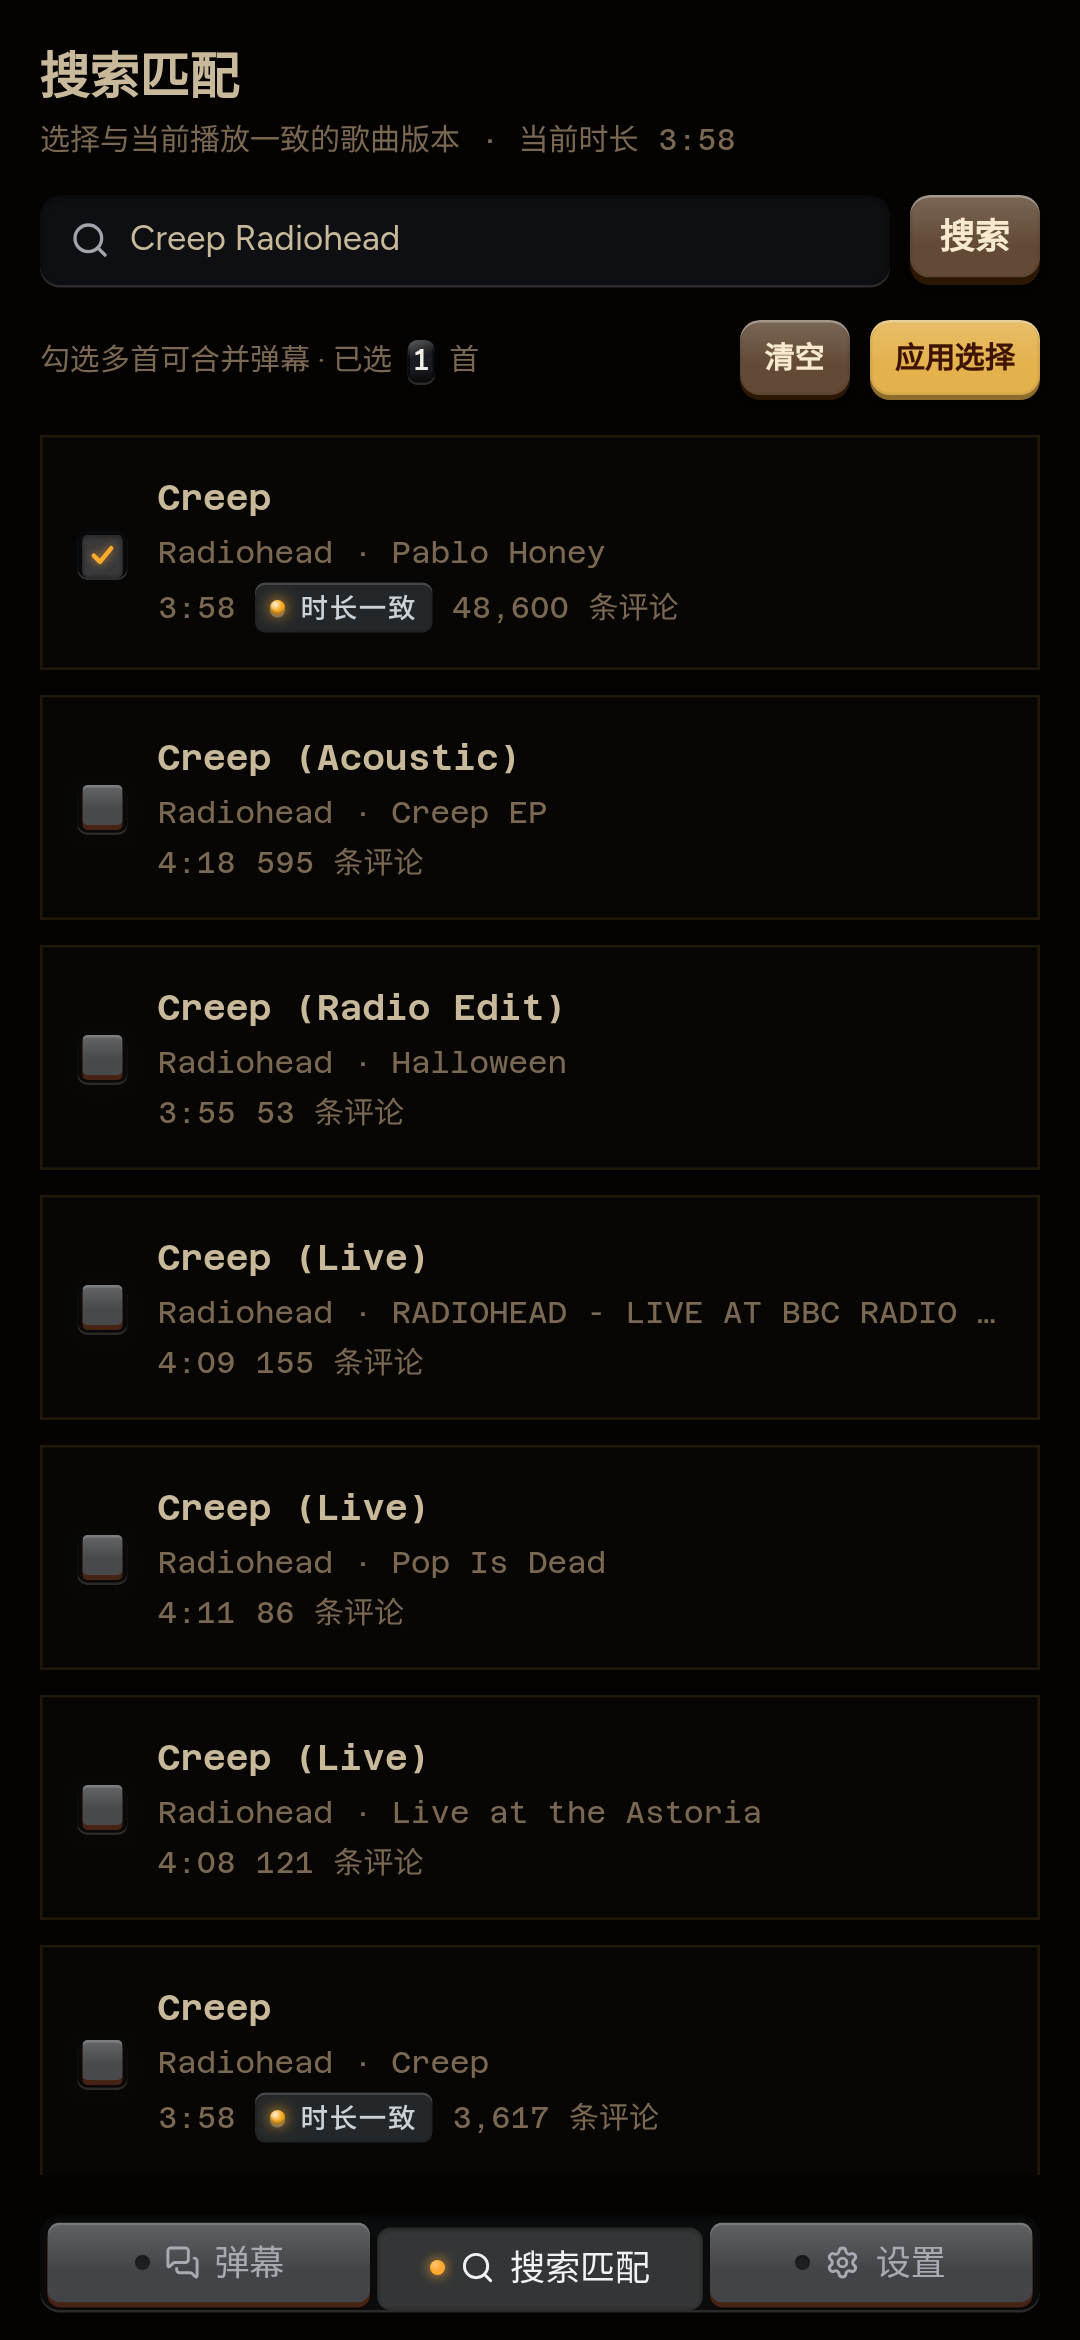 搜索匹配
选择与当前播放一致的歌曲版本 · 当前时长 3:58
Creep Radiohead
搜索
勾选多首可合并弹幕 · 已选 1 首
清空
应用选择
Creep
Radiohead · Pablo Honey
3:58 时长一致 48,600 条评论
Creep (Acoustic)
Radiohead · Creep EP
4:18 595 条评论
Creep (Radio Edit)
Radiohead · Halloween
3:55 53 条评论
Creep (Live)
Radiohead · RADIOHEAD - LIVE AT BBC RADIO …
4:09 155 条评论
Creep (Live)
Radiohead · Pop Is Dead
4:11 86 条评论
Creep (Live)
Radiohead · Live at the Astoria
4:08 121 条评论
Creep
Radiohead · Creep
3:58 时长一致 3,617 条评论
弹幕
搜索匹配
设置